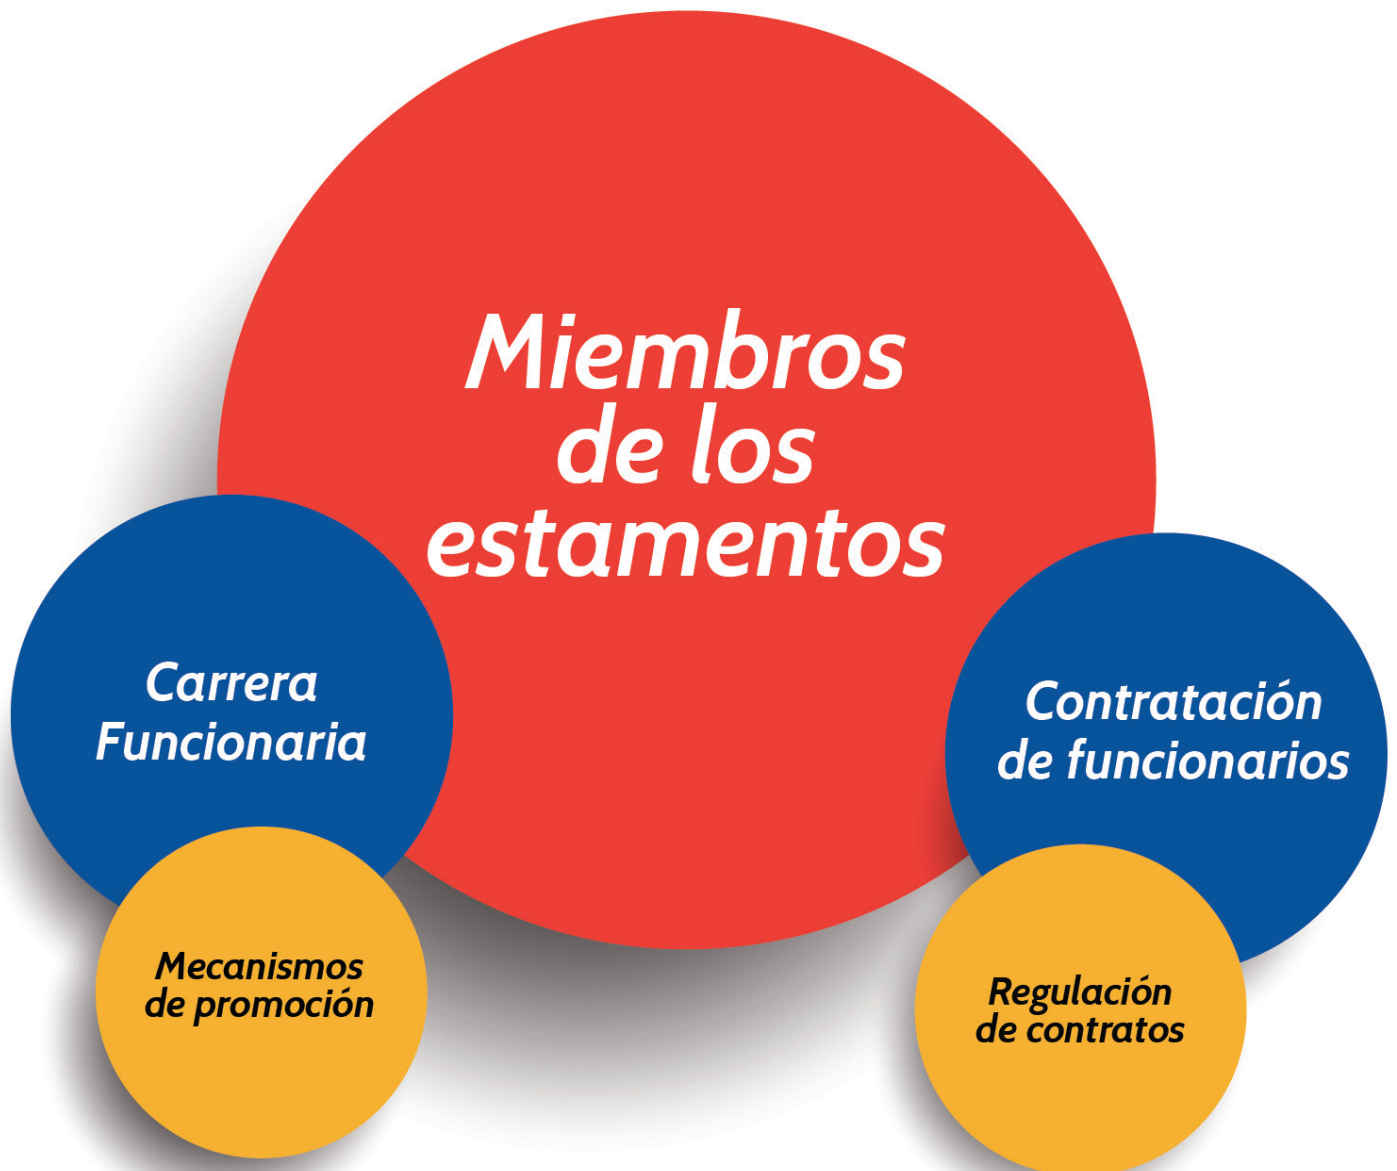 Miembros
de los
estamentos
Carrera
Funcionaria
Contratación
de funcionarios
Mecanismos
de promoción
Regulación
de contratos